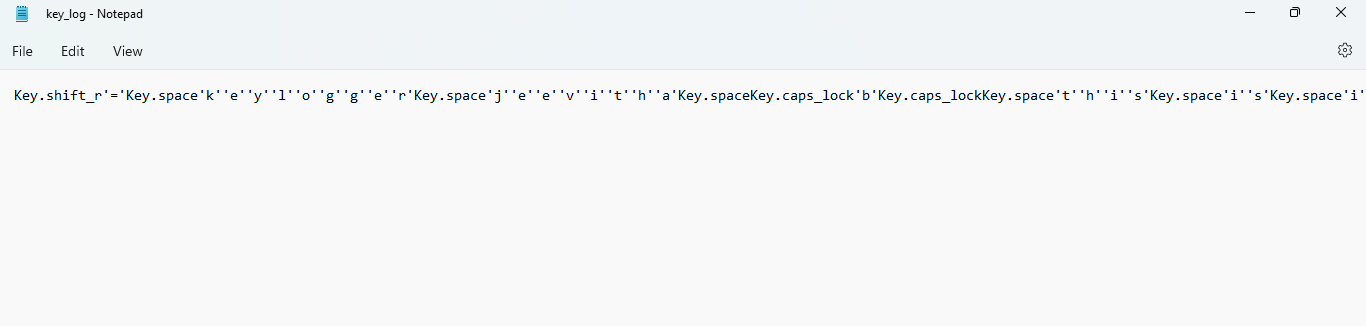 key_log - Notepad
File Edit View
Key.shift_r'='Key.space'k''e''y''l''o''g''g''e''r'Key.space'j''e''e''v''i''t''h''a'Key.spaceKey.caps_lock'b'Key.caps_lockKey.space't''h''i''s'Key.space'i''s'Key.space'i'